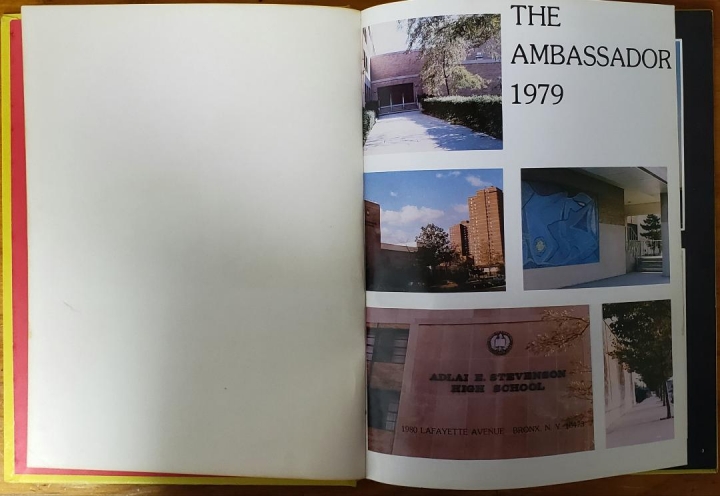 THE
AMBASSADOR
1979
ADLAI E. STEVENSON
HIGH SCHOOL
1980 LAFAYETTE AVENUE BRONX, N. Y.